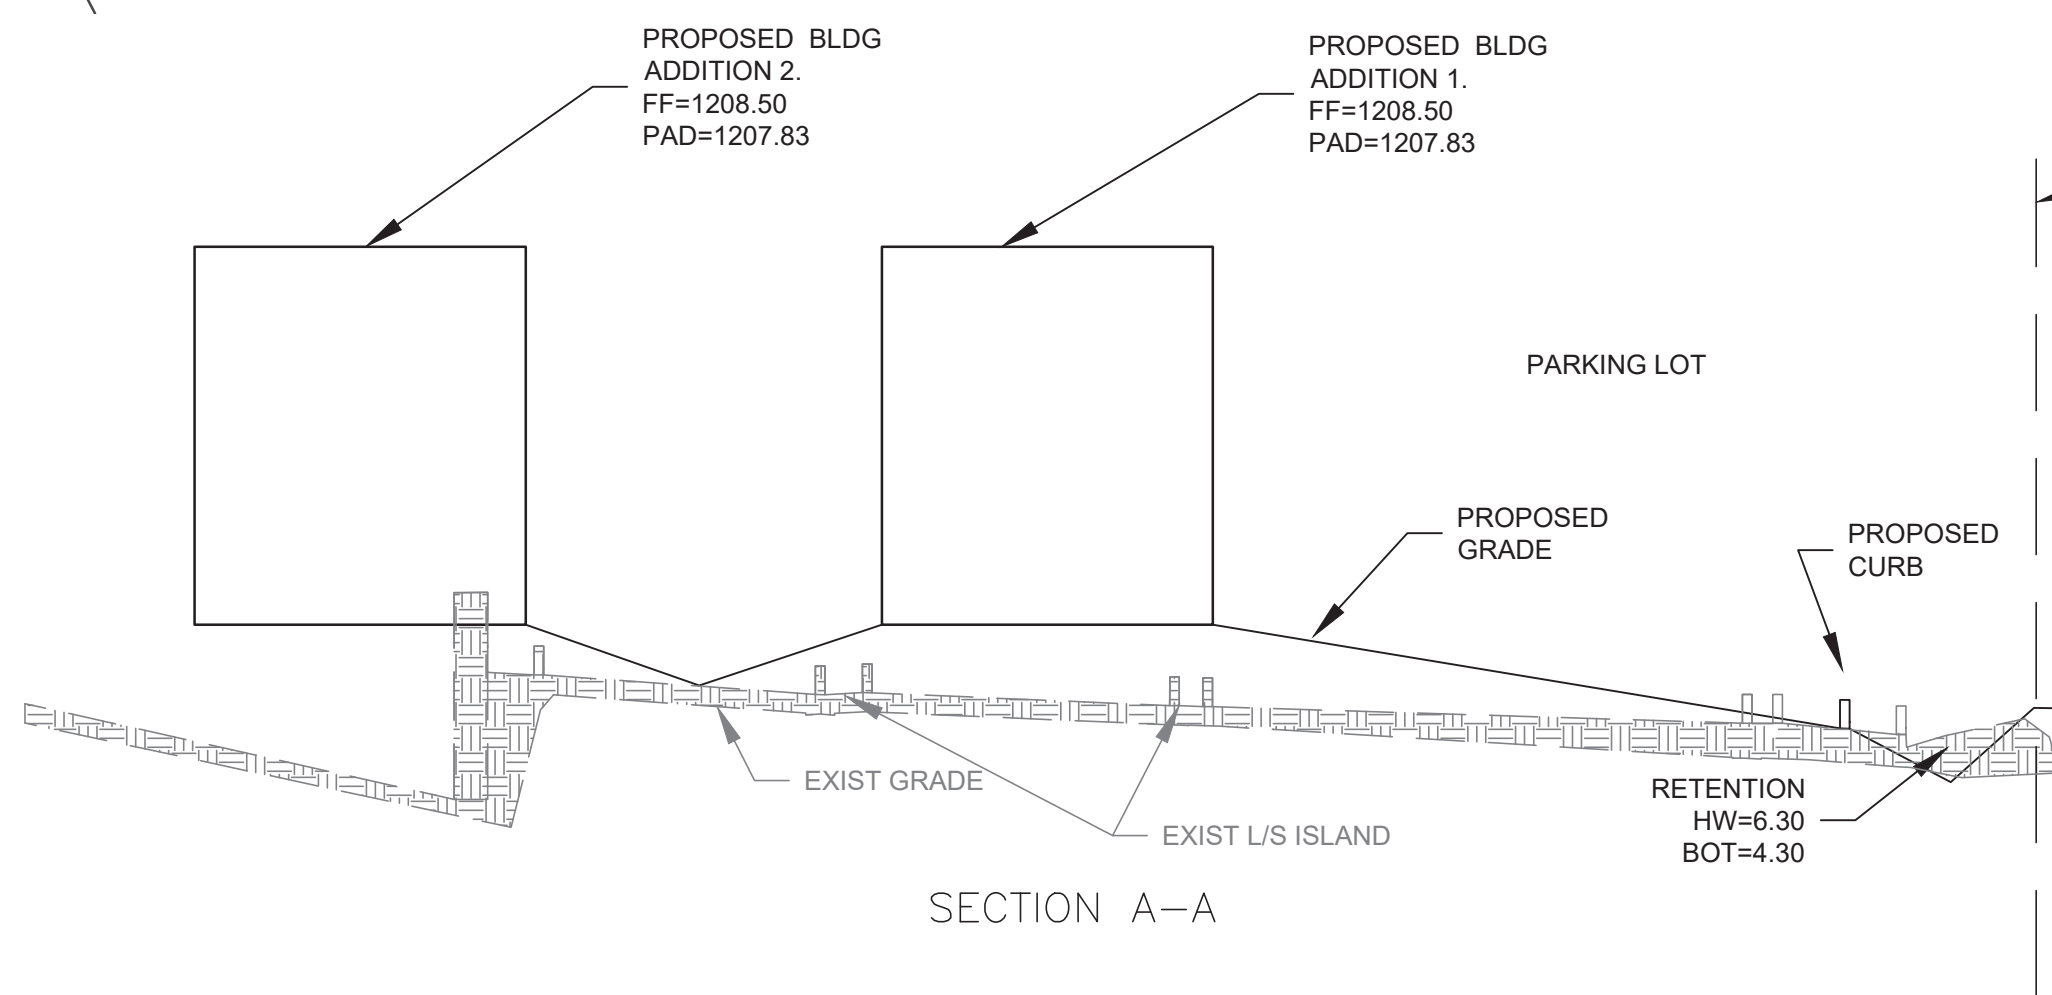 PROPOSED BLDG
ADDITION 2.
FF=1208.50
PAD=1207.83
PROPOSED BLDG
ADDITION 1.
FF=1208.50
PAD=1207.83
PARKING LOT
PROPOSED
GRADE
PROPOSED
CURB
EXIST GRADE
EXIST L/S ISLAND
RETENTION
HW=6.30
BOT=4.30
SECTION A-A